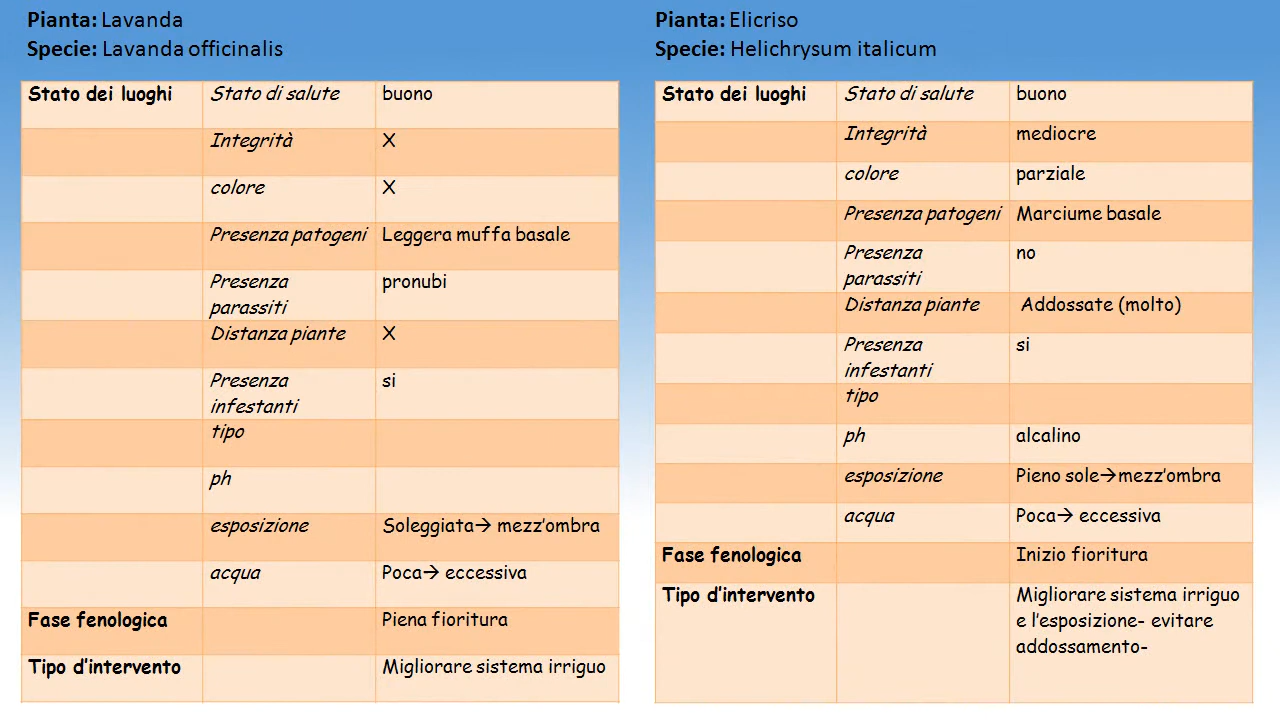 Pianta: Lavanda
Specie: Lavanda officinalis
Stato dei luoghi Stato di salute buono
Integrità X
colore X
Presenza patogeni Leggera muffa basale
Presenza pronubi
parassiti
Distanza piante X
Presenza si
infestanti
tipo
ph
esposizione Soleggiata→ mezz'ombra
acqua Poca→ eccessiva
Fase fenologica Piena fioritura
Tipo d'intervento Migliorare sistema irriguo
Pianta: Elicriso
Specie: Helichrysum italicum
Stato dei luoghi Stato di salute buono
Integrità mediocre
colore parziale
Presenza patogeni Marciume basale
Presenza no
parassiti
Distanza piante Addossate (molto)
Presenza si
infestanti
tipo
ph alcalino
esposizione Pieno sole→mezz'ombra
acqua Poca→ eccessiva
Fase fenologica Inizio fioritura
Tipo d'intervento Migliorare sistema irriguo
e l'esposizione- evitare
addossamento-